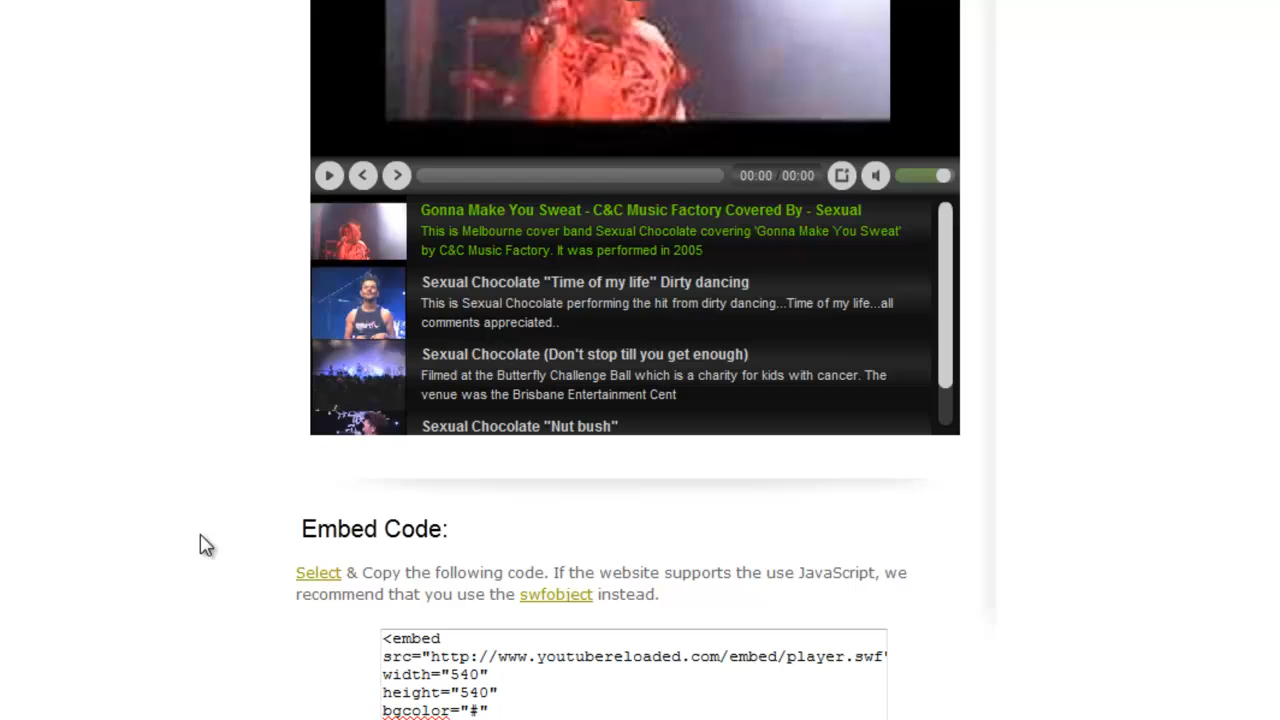 00:00 / 00:00
Gonna Make You Sweat - C&C Music Factory Covered By - Sexual
This is Melbourne cover band Sexual Chocolate covering 'Gonna Make You Sweat'
by C&C Music Factory. It was performed in 2005
Sexual Chocolate "Time of my life" Dirty dancing
This is Sexual Chocolate performing the hit from dirty dancing...Time of my life...all
comments appreciated..
Sexual Chocolate (Don't stop till you get enough)
Filmed at the Butterfly Challenge Ball which is a charity for kids with cancer. The
venue was the Brisbane Entertainment Cent
Sexual Chocolate "Nut bush"
Embed Code:
Select & Copy the following code. If the website supports the use JavaScript, we
recommend that you use the swfobject instead.
<embed
src="http://www.youtubereloaded.com/embed/player.swf"
width="540"
height="540"
bgcolor="#"